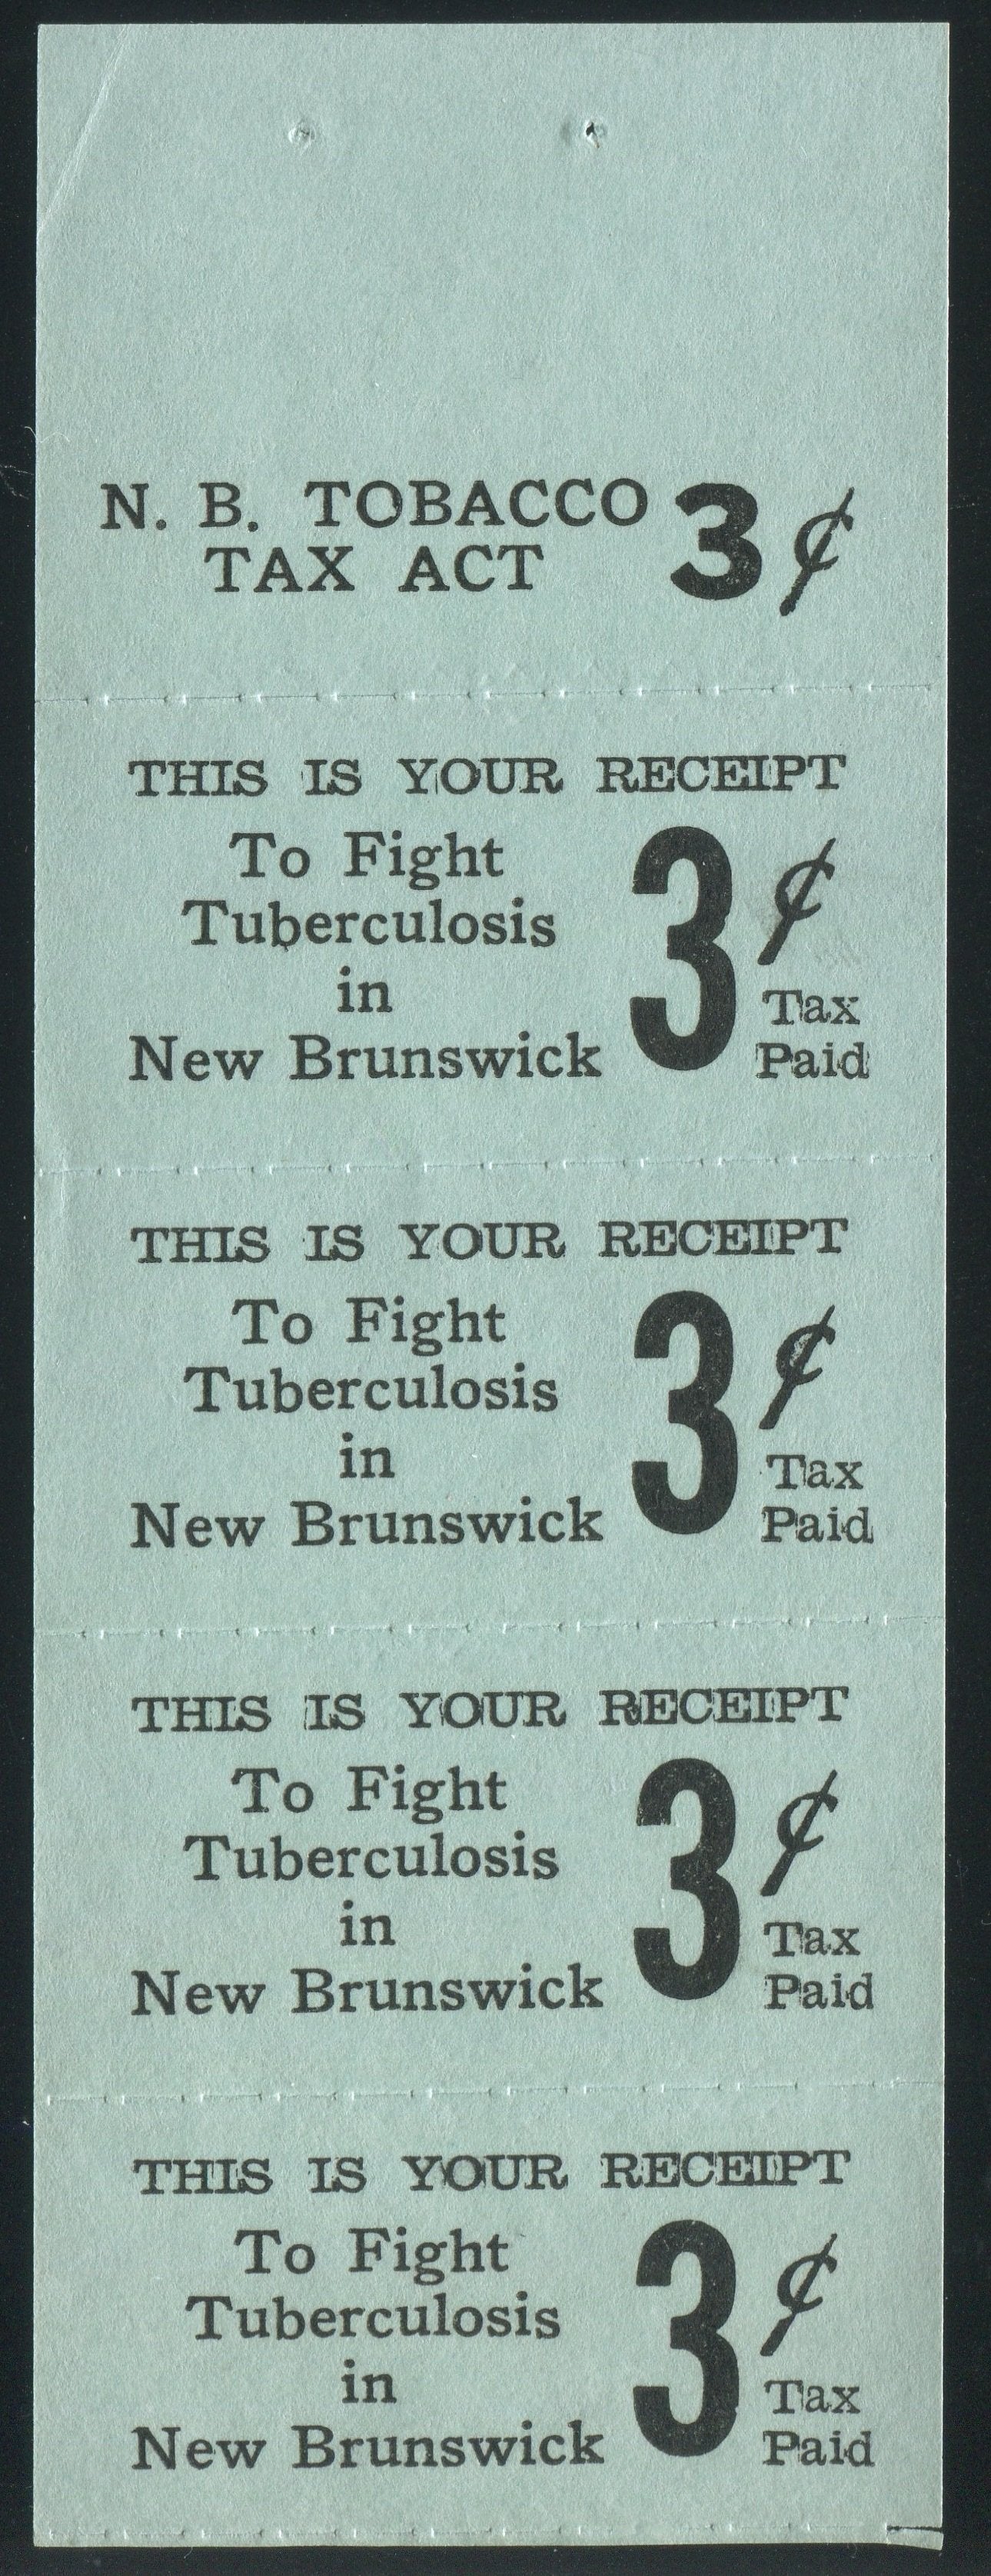 N. B. TOBACCO 3¢
TAX ACT
THIS IS YOUR RECEIPT
To Fight
Tuberculosis
in
New Brunswick
3¢
Tax
Paid
THIS IS YOUR RECEIPT
To Fight
Tuberculosis
in
New Brunswick
3¢
Tax
Paid
THIS IS YOUR RECEIPT
To Fight
Tuberculosis
in
New Brunswick
3¢
Tax
Paid
THIS IS YOUR RECEIPT
To Fight
Tuberculosis
in
New Brunswick
3¢
Tax
Paid